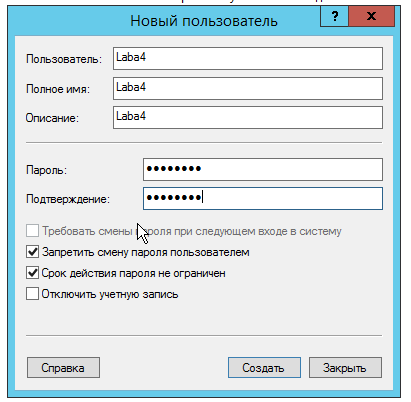 Новый пользователь
? x
Пользователь: Laba4
Полное имя: Laba4
Описание: Laba4
Пароль: ●●●●●●●●
Подтверждение: ●●●●●●●●
Требовать смены пароля при следующем входе в систему
Запретить смену пароля пользователем
Срок действия пароля не ограничен
Отключить учетную запись
Справка Создать Закрыть